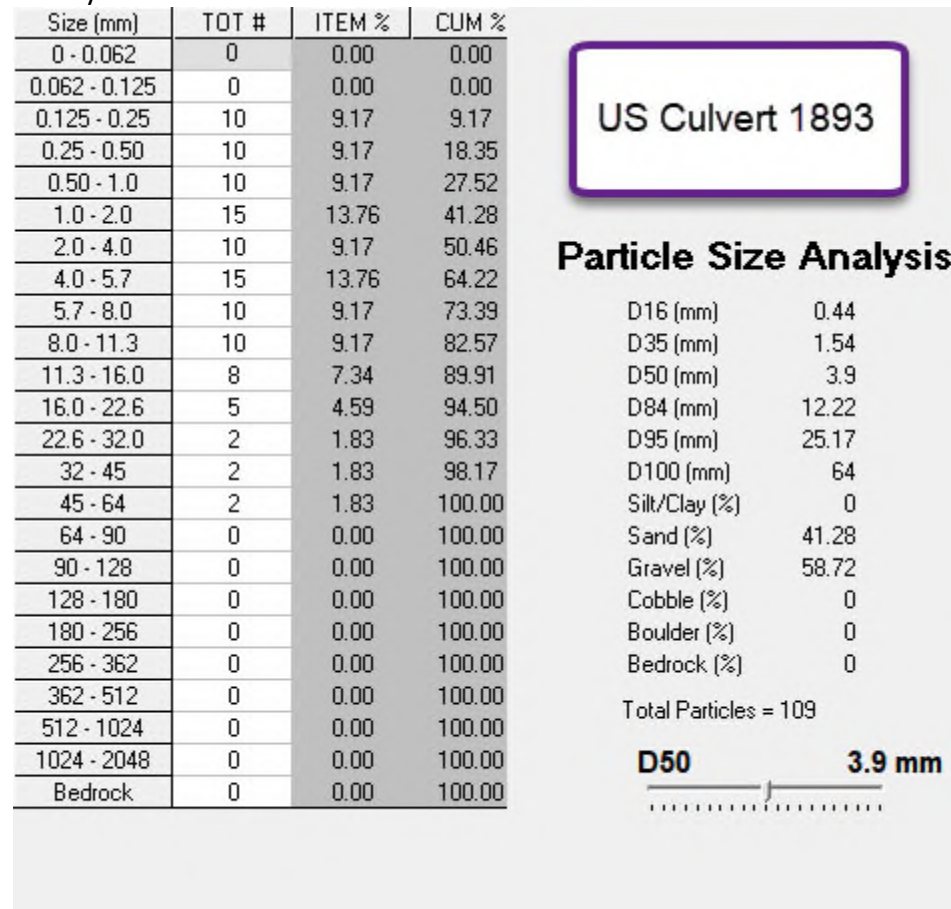 Size (mm) TOT # ITEM % CUM %
0 - 0.062 0 0.00 0.00
0.062 - 0.125 0 0.00 0.00
0.125 - 0.25 10 9.17 9.17
0.25 - 0.50 10 9.17 18.35
0.50 - 1.0 10 9.17 27.52
1.0 - 2.0 15 13.76 41.28
2.0 - 4.0 10 9.17 50.46
4.0 - 5.7 15 13.76 64.22
5.7 - 8.0 10 9.17 73.39
8.0 - 11.3 10 9.17 82.57
11.3 - 16.0 8 7.34 89.91
16.0 - 22.6 5 4.59 94.50
22.6 - 32.0 2 1.83 96.33
32 - 45 2 1.83 98.17
45 - 64 2 1.83 100.00
64 - 90 0 0.00 100.00
90 - 128 0 0.00 100.00
128 - 180 0 0.00 100.00
180 - 256 0 0.00 100.00
256 - 362 0 0.00 100.00
362 - 512 0 0.00 100.00
512 - 1024 0 0.00 100.00
1024 - 2048 0 0.00 100.00
Bedrock 0 0.00 100.00
US Culvert 1893
Particle Size Analysis
D16 (mm) 0.44
D35 (mm) 1.54
D50 (mm) 3.9
D84 (mm) 12.22
D95 (mm) 25.17
D100 (mm) 64
Silt/Clay (%) 0
Sand (%) 41.28
Gravel (%) 58.72
Cobble (%) 0
Boulder (%) 0
Bedrock (%) 0
Total Particles = 109
D50 3.9 mm